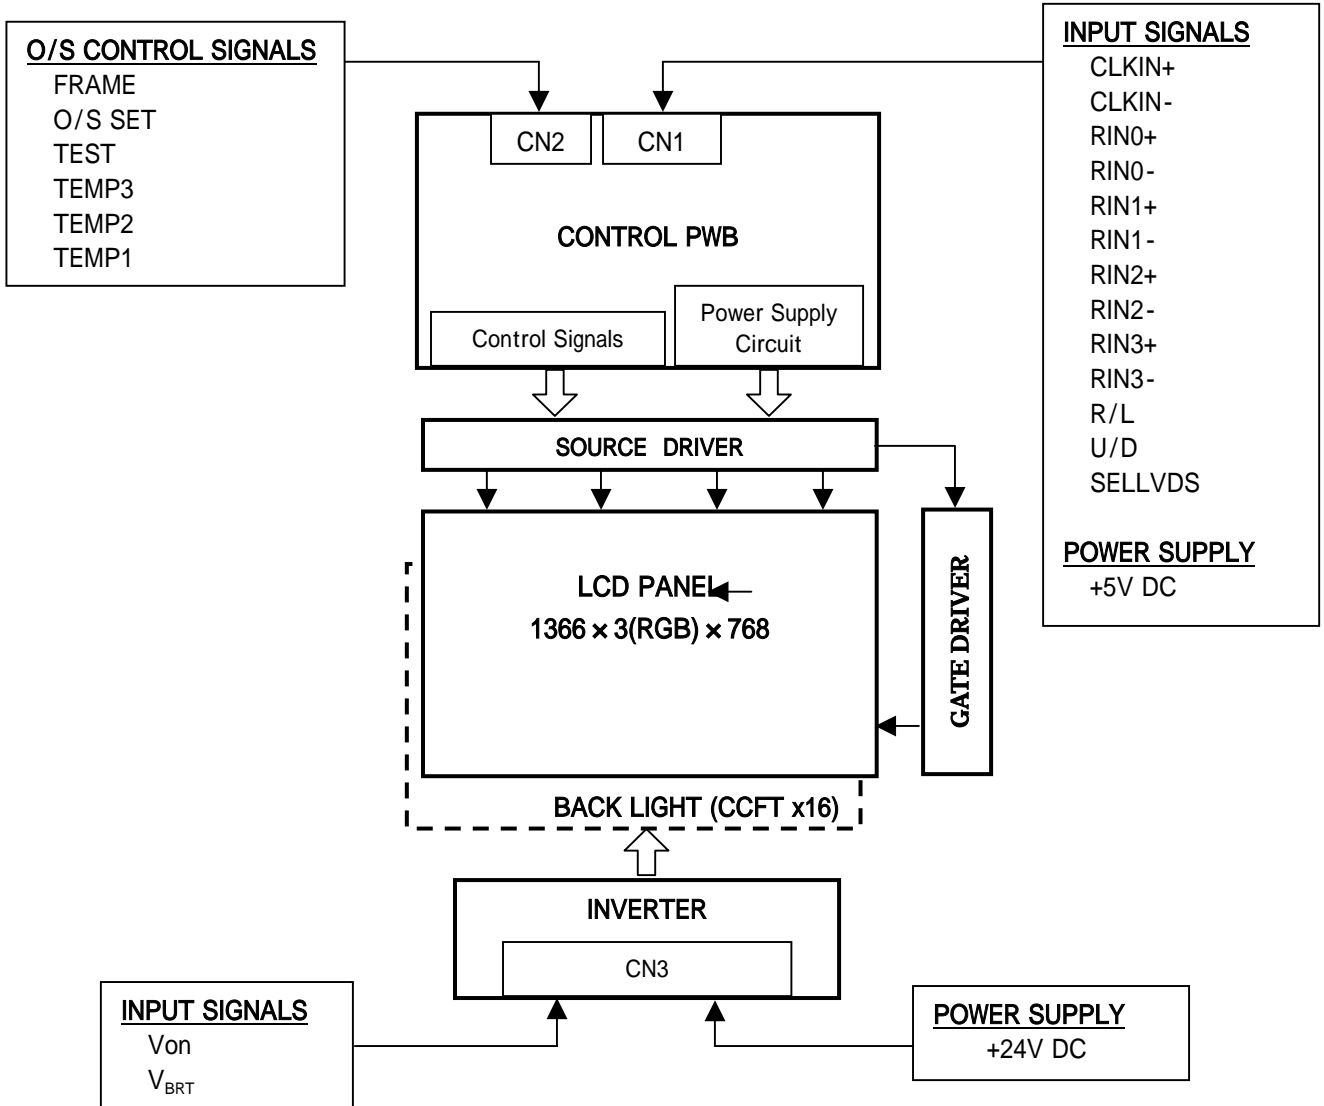 O/S CONTROL SIGNALS
FRAME
O/S SET
TEST
TEMP3
TEMP2
TEMP1
INPUT SIGNALS
CLKIN+
CLKIN-
RIN0+
RIN0-
RIN1+
RIN1-
RIN2+
RIN2-
RIN3+
RIN3-
R/L
U/D
SELLVDS
POWER SUPPLY
+5V DC
CN2
CN1
CONTROL PWB
Control Signals
Power Supply
Circuit
SOURCE DRIVER
LCD PANEL
1366 × 3(RGB) × 768
GATE DRIVER
BACK LIGHT (CCFT x16)
INVERTER
CN3
INPUT SIGNALS
Von
VBRT
POWER SUPPLY
+24V DC